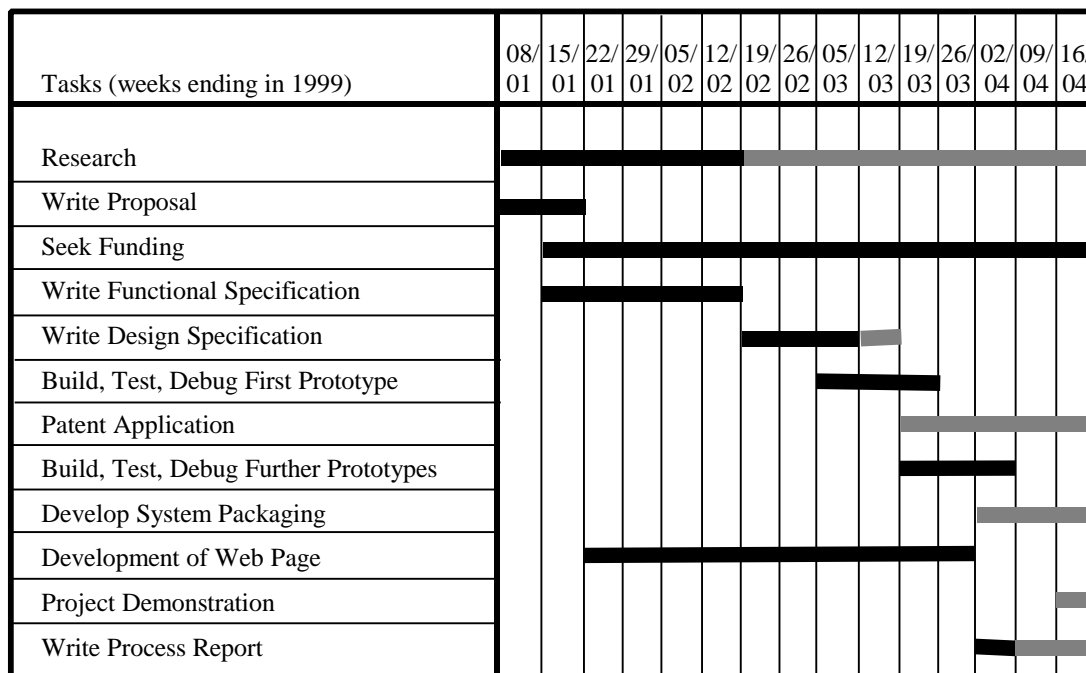 08/ 15/ 22/ 29/ 05/ 12/ 19/ 26/ 05/ 12/ 19/ 26/ 02/ 09/ 16/
Tasks (weeks ending in 1999) 01 01 01 01 02 02 02 02 03 03 03 03 04 04 04
Research
Write Proposal
Seek Funding
Write Functional Specification
Write Design Specification
Build, Test, Debug First Prototype
Patent Application
Build, Test, Debug Further Prototypes
Develop System Packaging
Development of Web Page
Project Demonstration
Write Process Report